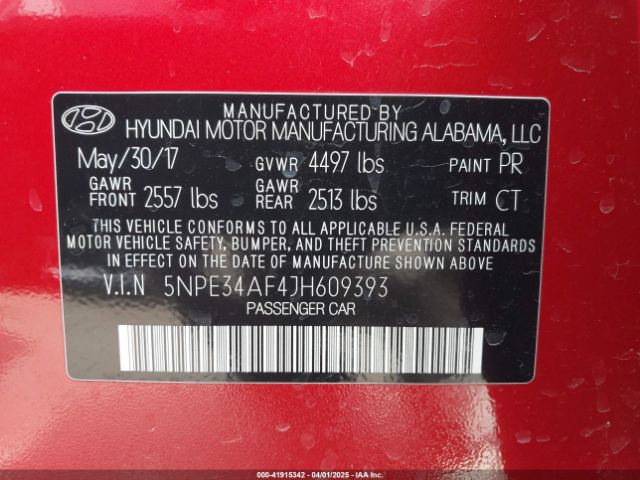 MANUFACTURED BY
HYUNDAI MOTOR MANUFACTURING ALABAMA, LLC
May/30/17 GVWR 4497 lbs PAINT PR
GAWR FRONT 2557 lbs GAWR REAR 2513 lbs TRIM CT
THIS VEHICLE CONFORMS TO ALL APPLICABLE U.S.A. FEDERAL
MOTOR VEHICLE SAFETY, BUMPER, AND THEFT PREVENTION STANDARDS
IN EFFECT ON THE DATE OF MANUFACTURE SHOWN ABOVE.
V.I.N 5NPE34AF4JH609393
PASSENGER CAR
000-41915342 - 04/01/2025 - IAAI.COM